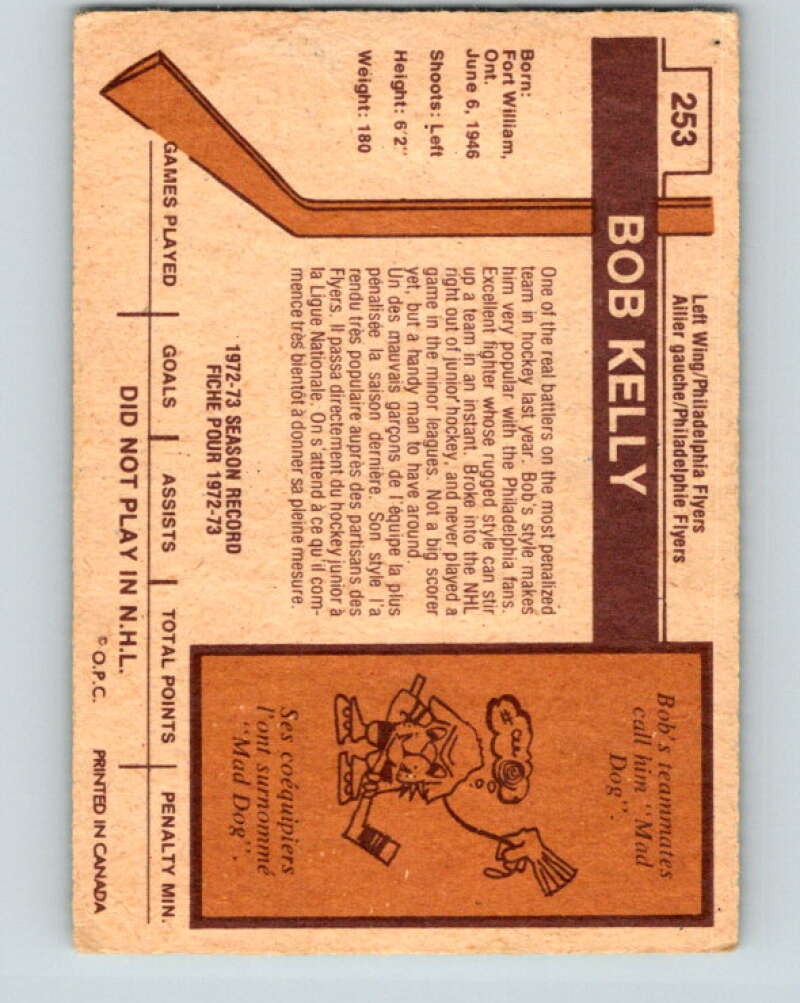 253
Left Wing/Philadelphia Flyers
Ailier gauche/Philadelphie Flyers
BOB KELLY
Born:
Fort William,
Ont.
June 6, 1946
Shoots: Left
Height: 6'2"
Weight: 180
One of the real battlers on the most penalized
team in hockey last year. Bob's style makes
him very popular with the Philadelphia fans.
Excellent fighter whose rugged style can stir
up a team in an instant. Broke into the NHL
right out of junior hockey, and never played a
game in the minor leagues. Not a big scorer
yet, but a handy man to have around.
Un des mauvais garçons de l'équipe la plus
pénalisée la saison dernière. Son style l'a
rendu très populaire auprès des partisans des
Flyers. Il passa directement du hockey junior à
la Ligue Nationale. On s'attend à ce qu'il com-
mence très bientôt à donner sa pleine mesure.
Bob's teammates
call him "Mad
Dog".
Ses coéquipiers
l'ont surnommé
"Mad Dog".
1972-73 SEASON RECORD
FICHE POUR 1972-73
GAMES PLAYED GOALS ASSISTS TOTAL POINTS PENALTY MIN.
DID NOT PLAY IN N.H.L.
© O.P.C. PRINTED IN CANADA